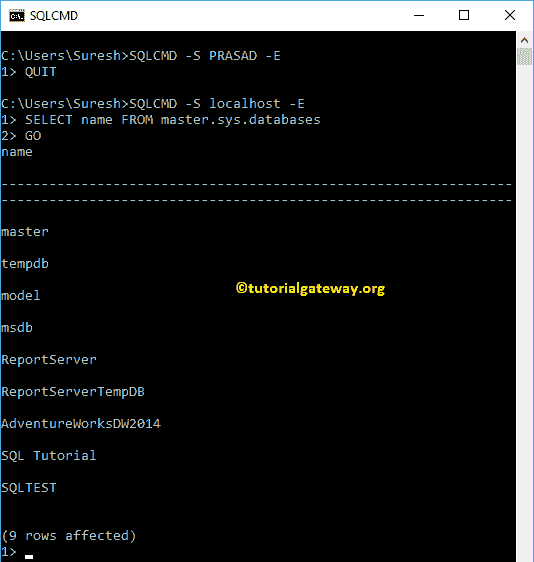 SQLCMD
C:\Users\Suresh>SQLCMD -S PRASAD -E
1> QUIT
C:\Users\Suresh>SQLCMD -S localhost -E
1> SELECT name FROM master.sys.databases
2> GO
name
----------------------------------------------------------------
----------------------------------------------------------------
master
tempdb
©tutorialgateway.org
model
msdb
ReportServer
ReportServerTempDB
AdventureWorksDW2014
SQL Tutorial
SQLTEST
(9 rows affected)
1>